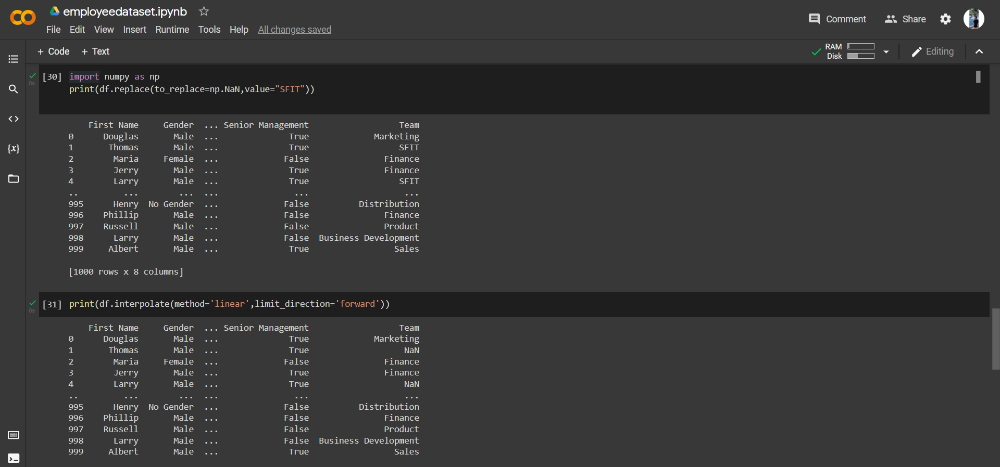 employeedataset.ipynb
File Edit View Insert Runtime Tools Help All changes saved
Comment Share
+ Code + Text
RAM
Disk
Editing
[30] import numpy as np
0s
print(df.replace(to_replace=np.NaN,value="SFIT"))
First Name Gender ... Senior Management Team
0 Douglas Male ... True Marketing
1 Thomas Male ... True SFIT
2 Maria Female ... False Finance
3 Jerry Male ... True Finance
4 Larry Male ... True SFIT
.. ... ... ... ... ...
995 Henry No Gender ... False Distribution
996 Phillip Male ... False Finance
997 Russell Male ... False Product
998 Larry Male ... False Business Development
999 Albert Male ... True Sales
[1000 rows x 8 columns]
[31] print(df.interpolate(method='linear',limit_direction='forward'))
0s
First Name Gender ... Senior Management Team
0 Douglas Male ... True Marketing
1 Thomas Male ... True NaN
2 Maria Female ... False Finance
3 Jerry Male ... True Finance
4 Larry Male ... True NaN
.. ... ... ... ... ...
995 Henry No Gender ... False Distribution
996 Phillip Male ... False Finance
997 Russell Male ... False Product
998 Larry Male ... False Business Development
999 Albert Male ... True Sales